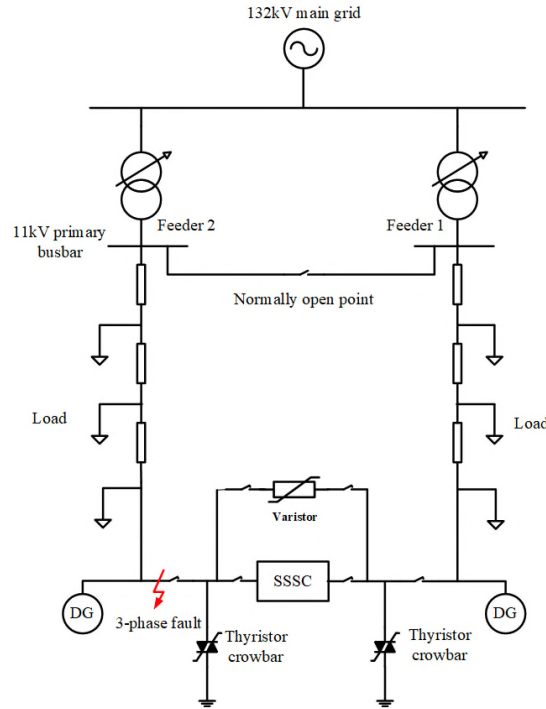 132kV main grid
Feeder 2
Feeder 1
11kV primary
busbar
Normally open point
Load
Load
Varistor
SSSC
DG
DG
3-phase fault
Thyristor
crowbar
Thyristor
crowbar